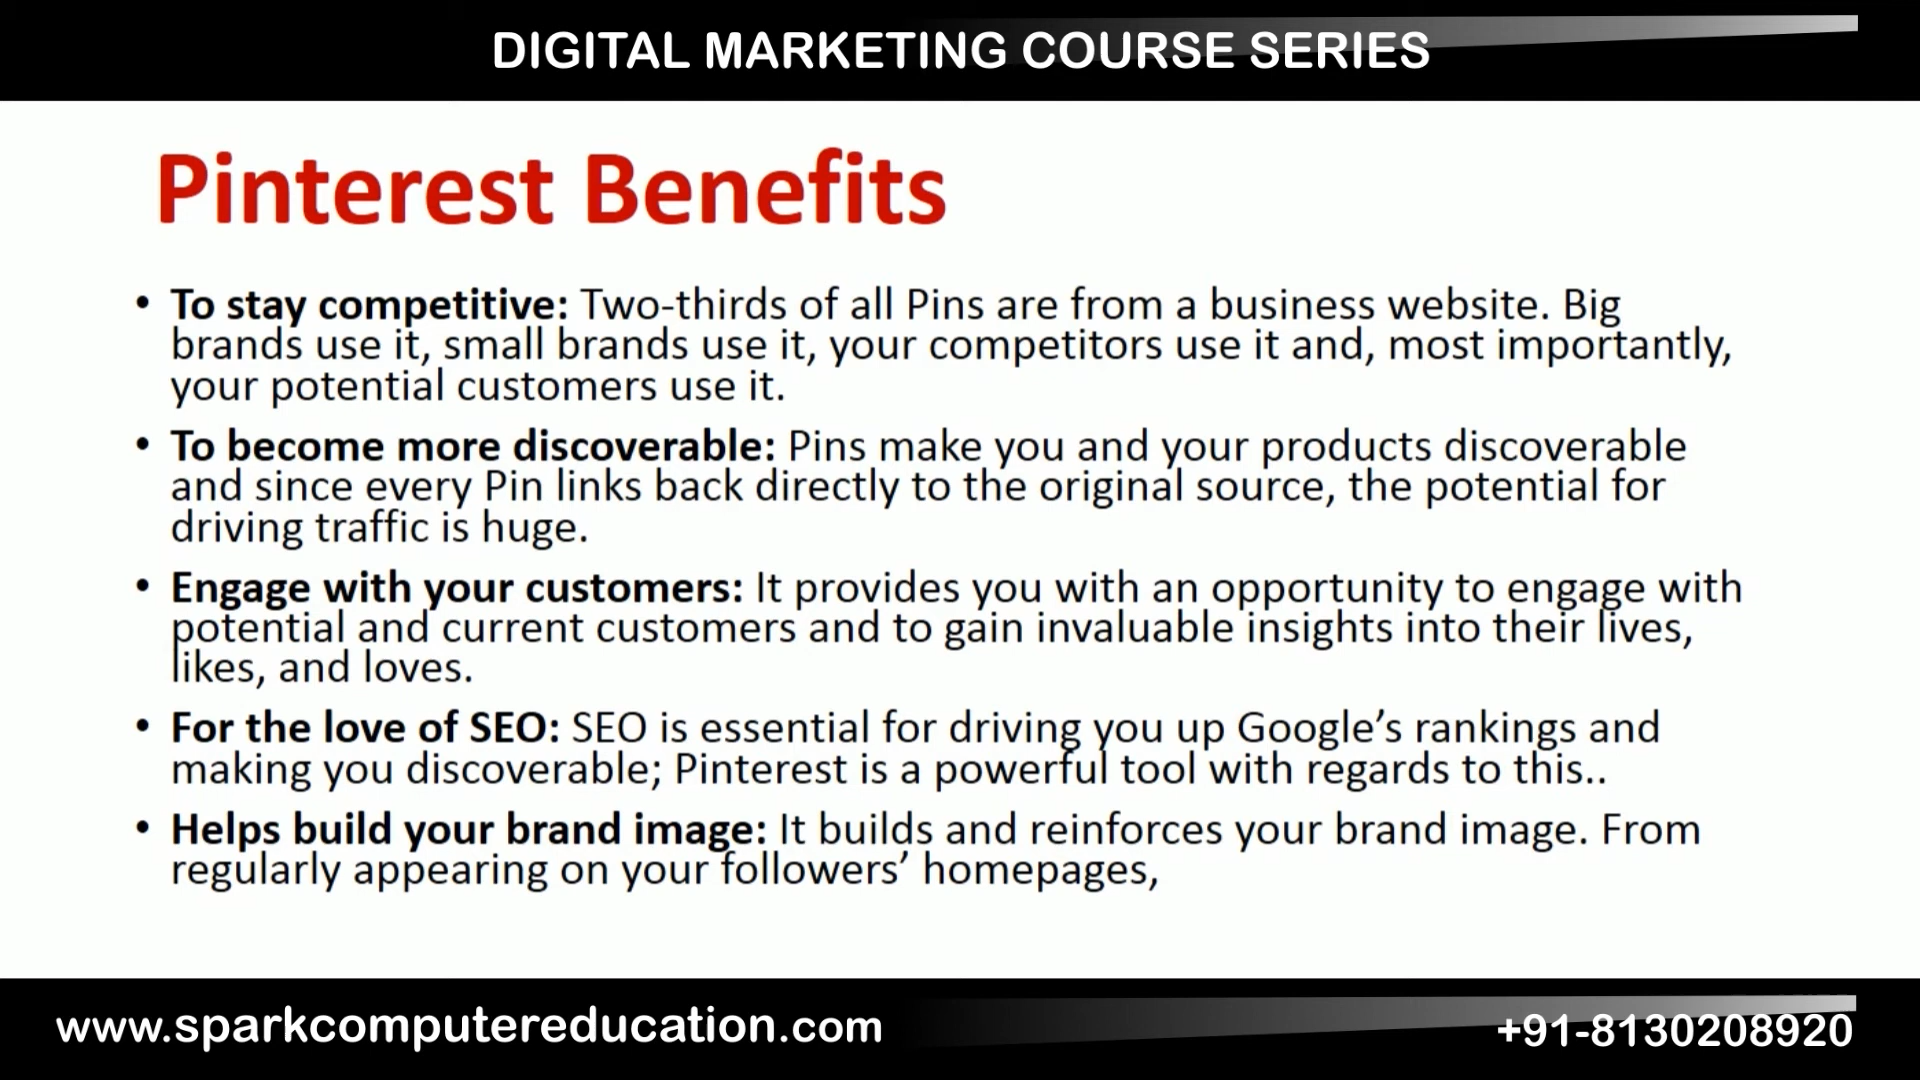 DIGITAL MARKETING COURSE SERIES
Pinterest Benefits
• To stay competitive: Two-thirds of all Pins are from a business website. Big
brands use it, small brands use it, your competitors use it and, most importantly,
your potential customers use it.
• To become more discoverable: Pins make you and your products discoverable
and since every Pin links back directly to the original source, the potential for
driving traffic is huge.
• Engage with your customers: It provides you with an opportunity to engage with
potential and current customers and to gain invaluable insights into their lives,
likes, and loves.
• For the love of SEO: SEO is essential for driving you up Google’s rankings and
making you discoverable; Pinterest is a powerful tool with regards to this..
• Helps build your brand image: It builds and reinforces your brand image. From
regularly appearing on your followers’ homepages,
www.sparkcomputereducation.com
+91-8130208920